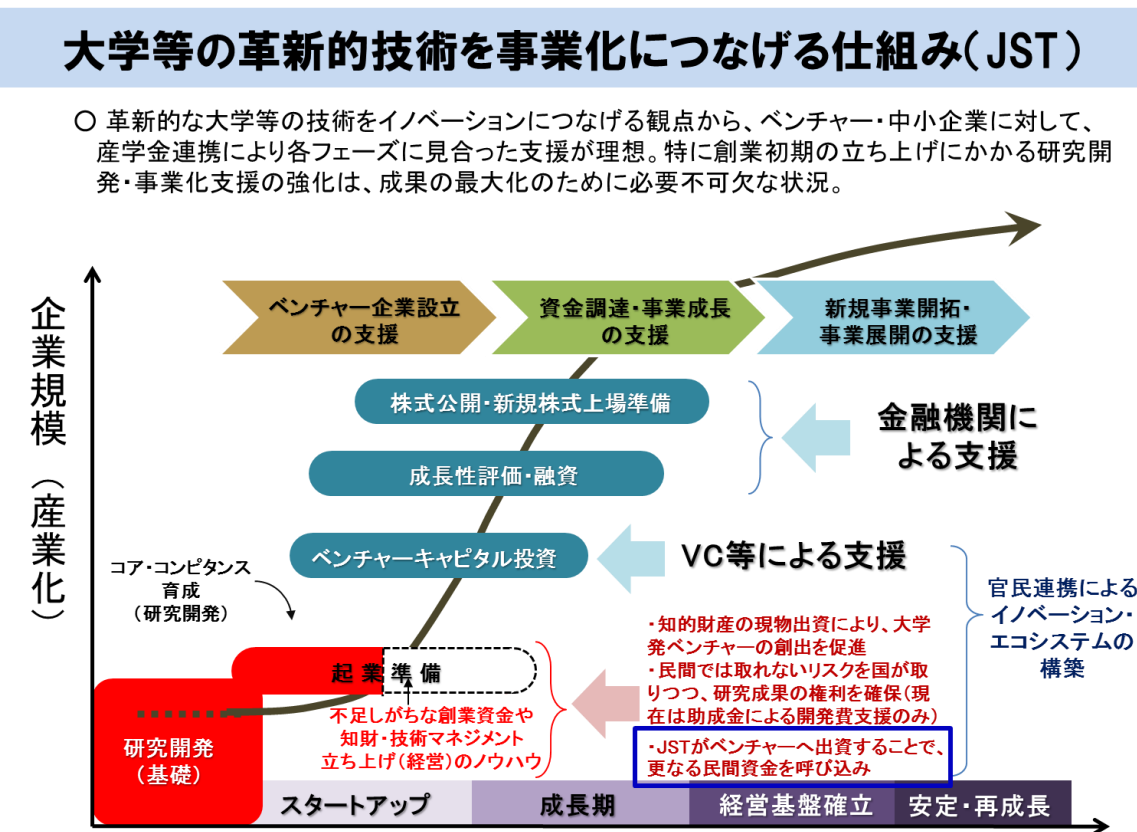 大学等の革新的技術を事業化につなげる仕組み(JST)
○ 革新的な大学等の技術をイノベーションにつなげる観点から、ベンチャー・中小企業に対して、
産学金連携により各フェーズに見合った支援が理想。特に創業初期の立ち上げにかかる研究開
発・事業化支援の強化は、成果の最大化のために必要不可欠な状況。
企業規模(産業化)
ベンチャー企業設立
の支援
資金調達・事業成長
の支援
新規事業開拓・
事業展開の支援
株式公開・新規株式上場準備
成長性評価・融資
金融機関に
よる支援
ベンチャーキャピタル投資
VC等による支援
コア・コンピタンス
育成
(研究開発)
官民連携による
イノベーション・
エコシステムの
構築
起業準備
不足しがちな創業資金や
知財・技術マネジメント
立ち上げ(経営)のノウハウ
・知的財産の現物出資により、大学
発ベンチャーの創出を促進
・民間では取れないリスクを国が取
りつつ、研究成果の権利を確保(現
在は助成金による開発費支援のみ)
・JSTがベンチャーへ出資することで、
更なる民間資金を呼び込み
研究開発
(基礎)
スタートアップ
成長期
経営基盤確立
安定・再成長